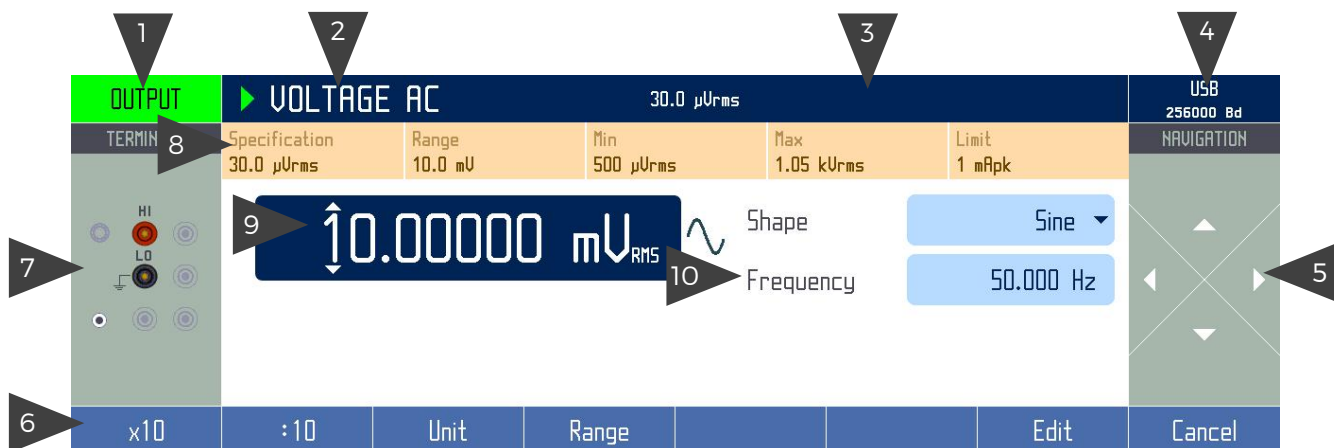 1 2 3 4
OUTPUT VOLTAGE AC 30.0 µVrms USB
256000 Bd
TERMIN 8 Specification Range Min Max Limit NAVIGATION
30.0 µVrms 10.0 mV 500 µVrms 1.05 kVrms 1 mApk
HI
9 10.00000 mVRMS Shape Sine
LO
7 10 Frequency 50.000 Hz 5
6 x10 :10 Unit Range Edit Cancel